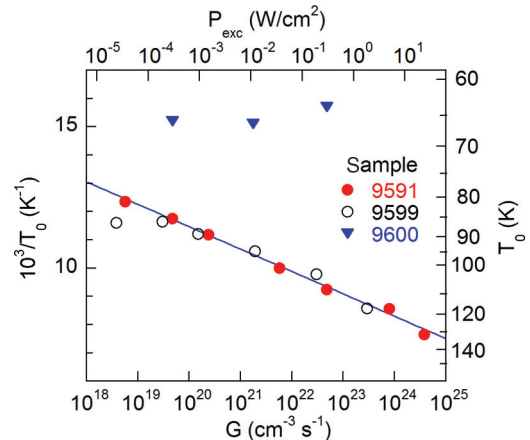 P_exc (W/cm²)
10⁻⁵ 10⁻⁴ 10⁻³ 10⁻² 10⁻¹ 10⁰ 10¹
60
15
70
Sample
9591
9599
9600
80
90
10
100
120
140
10³/T₀ (K⁻¹)
T₀ (K)
10¹⁸ 10¹⁹ 10²⁰ 10²¹ 10²² 10²³ 10²⁴ 10²⁵
G (cm⁻³ s⁻¹)